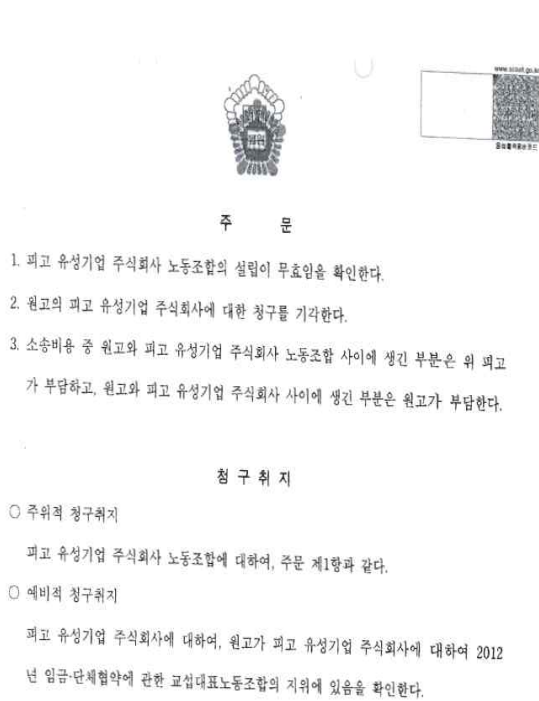 www.scourt.go.kr
법원
주 문
1. 피고 유성기업 주식회사 노동조합의 설립이 무효임을 확인한다.
2. 원고의 피고 유성기업 주식회사에 대한 청구를 기각한다.
3. 소송비용 중 원고와 피고 유성기업 주식회사 노동조합 사이에 생긴 부분은 위 피고
가 부담하고, 원고와 피고 유성기업 주식회사 사이에 생긴 부분은 원고가 부담한다.
청 구 취 지
○ 주위적 청구취지
피고 유성기업 주식회사 노동조합에 대하여, 주문 제1항과 같다.
○ 예비적 청구취지
피고 유성기업 주식회사에 대하여, 원고가 피고 유성기업 주식회사에 대하여 2012
년 임금·단체협약에 관한 교섭대표노동조합의 지위에 있음을 확인한다.